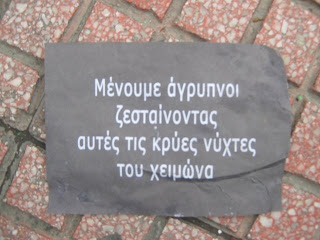 Μένουμε άγρυπνοι
ζεσταίνοντας
αυτές τις κρύες νύχτες
του χειμώνα